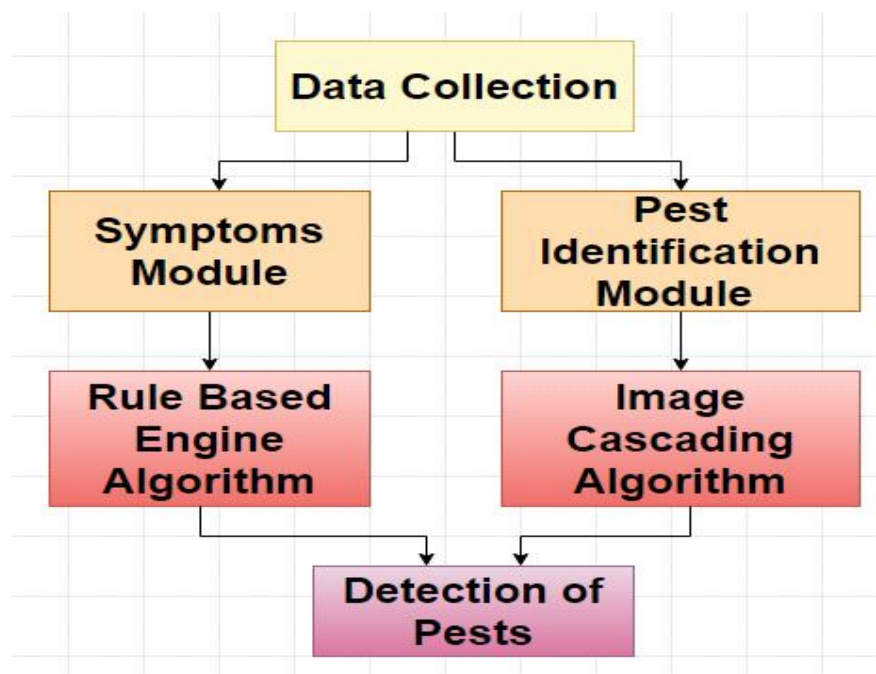 Data Collection
Symptoms
Module
Pest
Identification
Module
Rule Based
Engine
Algorithm
Image
Cascading
Algorithm
Detection of
Pests